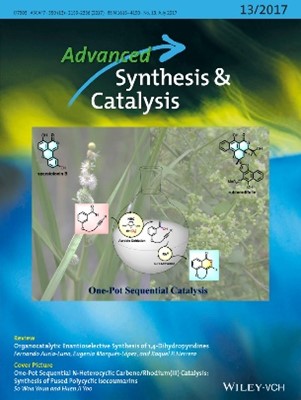 13/2017
Advanced
Synthesis &
Catalysis
One-Pot Sequential Catalysis
Review
Organocatalytic Enantioselective Synthesis of 1,4-Dihydropyridines
Fernando Auria-Luna, Eugenia Marqués-López, and Raquel P. Herrera
Cover Picture
One-Pot Sequential N-Heterocyclic Carbene/Rhodium(III) Catalysis:
Synthesis of Fused Polycyclic Isocoumarins
So Won Youn and Huen Ji Yoo
WILEY-VCH